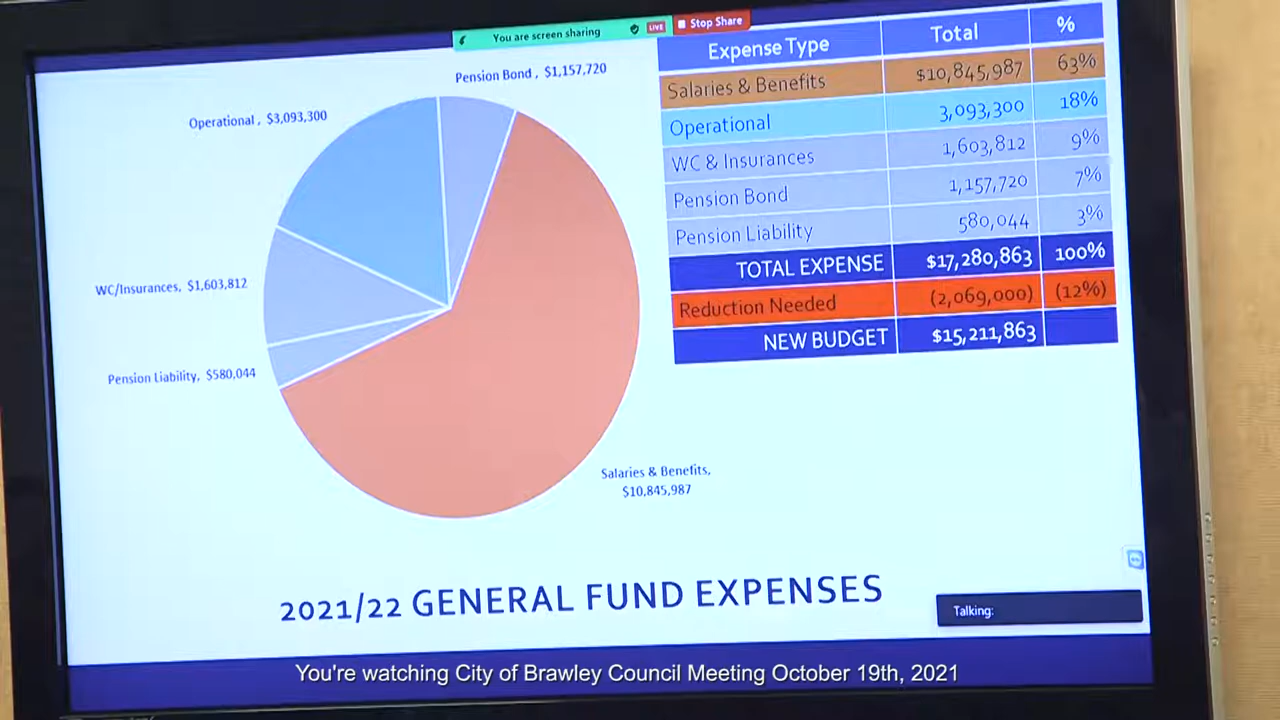 You are screen sharing LIVE Stop Share
Pension Bond , $1,157,720
Operational , $3,093,300
WC/Insurances, $1,603,812
Pension Liability, $580,044
Salaries & Benefits,
$10,845,987
Expense Type Total %
Salaries & Benefits $10,845,987 63%
Operational 3,093,300 18%
WC & Insurances 1,603,812 9%
Pension Bond 1,157,720 7%
Pension Liability 580,044 3%
TOTAL EXPENSE $17,280,863 100%
Reduction Needed (2,069,000) (12%)
NEW BUDGET $15,211,863
2021/22 GENERAL FUND EXPENSES
Talking:
You're watching City of Brawley Council Meeting October 19th, 2021